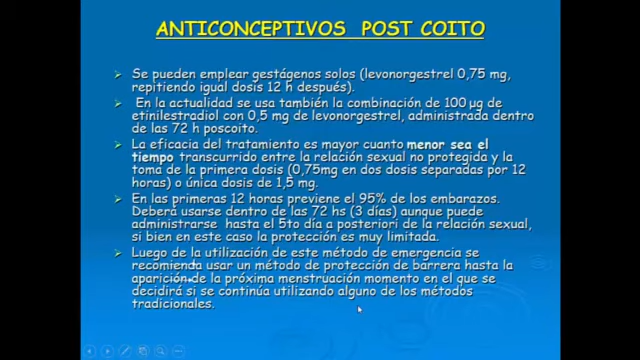 ANTICONCEPTIVOS POST COITO
Se pueden emplear gestágenos solos (levonorgestrel 0,75 mg,
repitiendo igual dosis 12 h después).
En la actualidad se usa también la combinación de 100 µg de
etinilestradiol con 0,5 mg de levonorgestrel, administrada dentro
de las 72 h poscoito.
La eficacia del tratamiento es mayor cuanto menor sea el
tiempo transcurrido entre la relación sexual no protegida y la
toma de la primera dosis (0,75mg en dos dosis separadas por 12
horas) o única dosis de 1,5 mg.
En las primeras 12 horas previene el 95% de los embarazos.
Deberá usarse dentro de las 72 hs (3 días) aunque puede
administrarse hasta el 5to día a posteriori de la relación sexual,
si bien en este caso la protección es muy limitada.
Luego de la utilización de este método de emergencia se
recomienda usar un método de protección de barrera hasta la
aparición de la próxima menstruación momento en el que se
decidirá si se continúa utilizando alguno de los métodos
tradicionales.